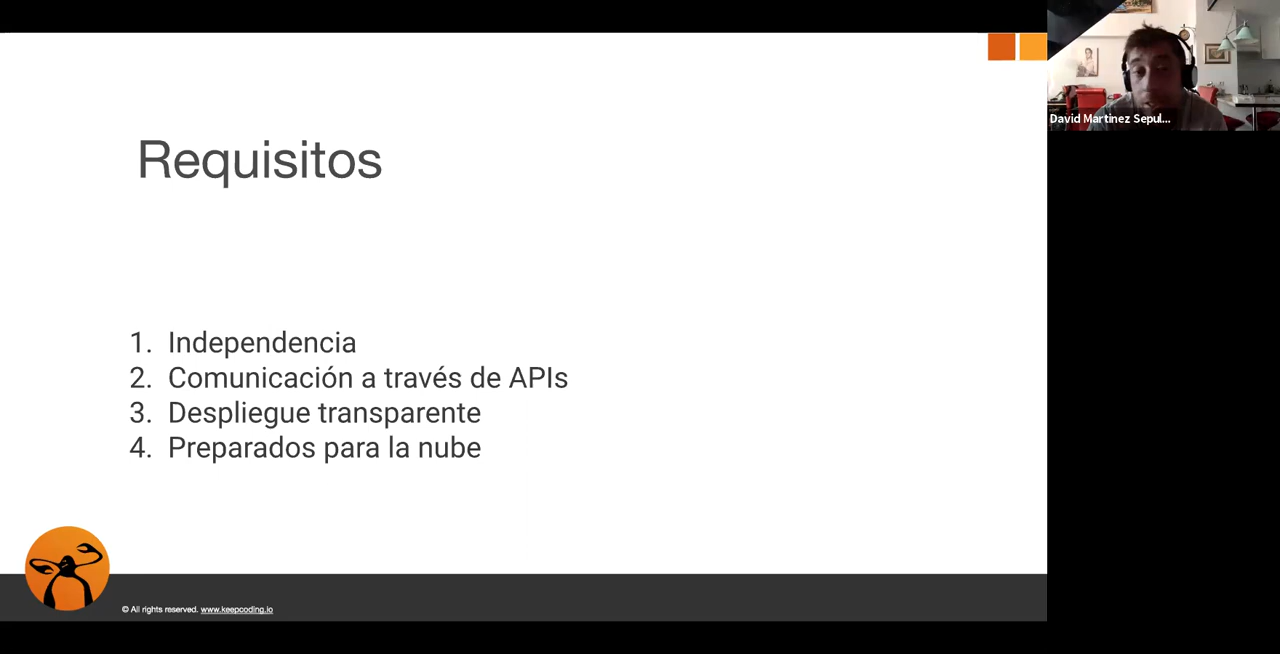 Requisitos
1. Independencia
2. Comunicación a través de APIs
3. Despliegue transparente
4. Preparados para la nube
© All rights reserved. www.keepcoding.io
David Martinez Sepul...